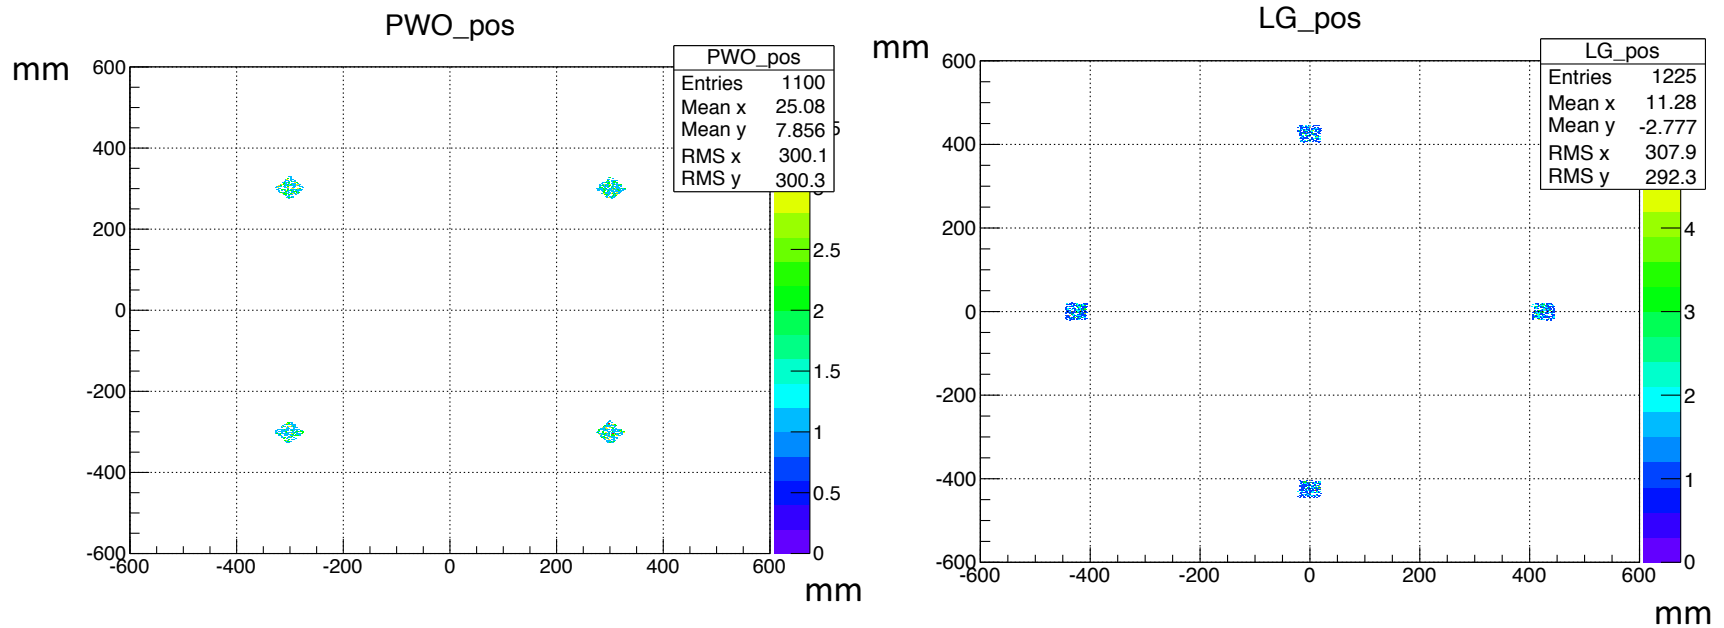 PWO_pos
mm
PWO_pos
Entries 1100
Mean x 25.08
Mean y 7.856
RMS x 300.1
RMS y 300.3
600
400
200
0
-200
-400
-600
-600 -400 -200 0 200 400 600
mm
2.5
2
1.5
1
0.5
0
LG_pos
mm
LG_pos
Entries 1225
Mean x 11.28
Mean y -2.777
RMS x 307.9
RMS y 292.3
600
400
200
0
-200
-400
-600
-600 -400 -200 0 200 400 600
mm
4
3
2
1
0